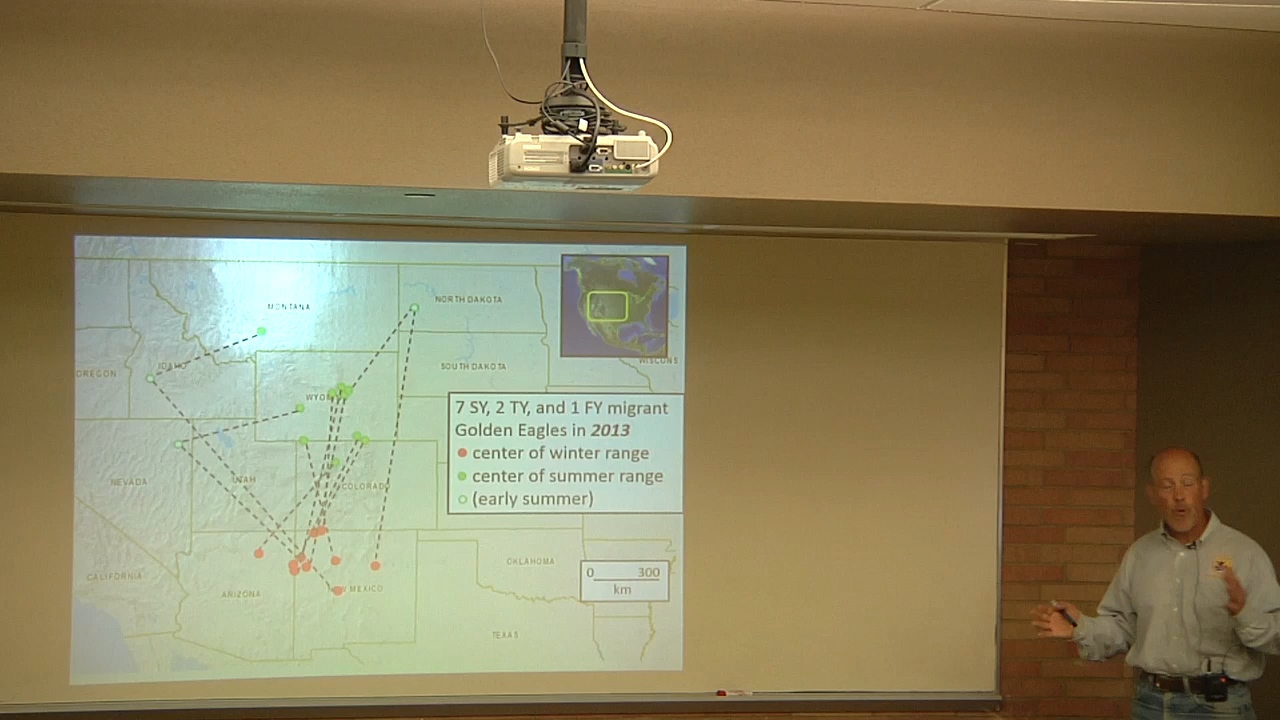 MONTANA
NORTH DAKOTA
IDAHO
WISCONS
OREGON
SOUTH DAKOTA
WYO
7 SY, 2 TY, and 1 FY migrant
Golden Eagles in 2013
center of winter range
center of summer range
(early summer)
NEVADA
UTAH
COLORADO
OKLAHOMA
0 300
km
CALIFORNIA
ARIZONA
W MEXICO
TEXAS